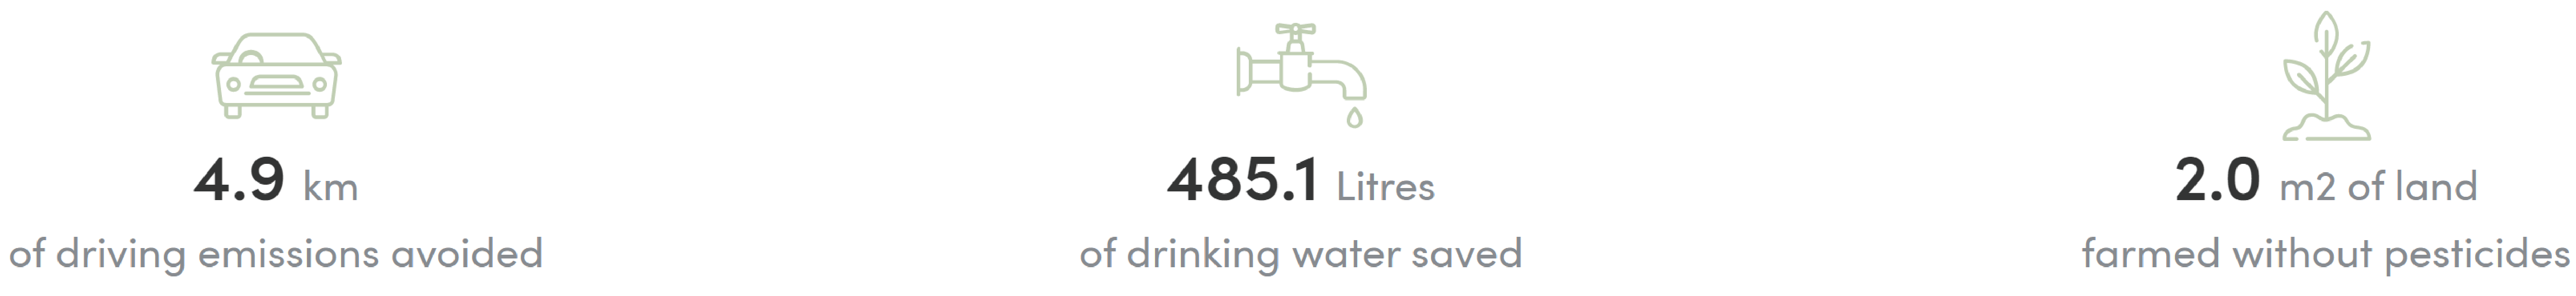 4.9 km
of driving emissions avoided
485.1 Litres
of drinking water saved
2.0 m2 of land
farmed without pesticides